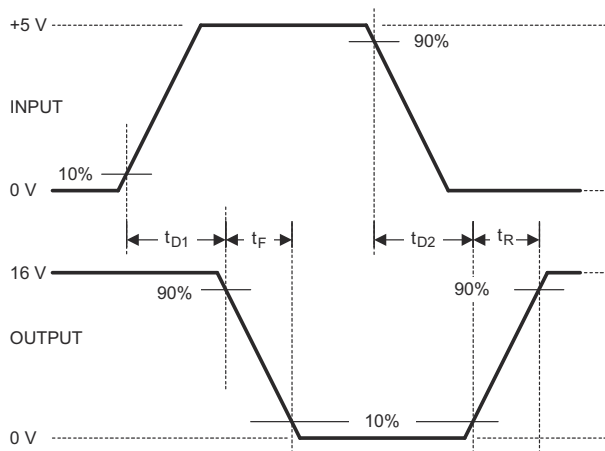 +5 V
90%
INPUT
10%
0 V
tD1 tF tD2 tR
16 V
90% 90%
OUTPUT
10%
0 V